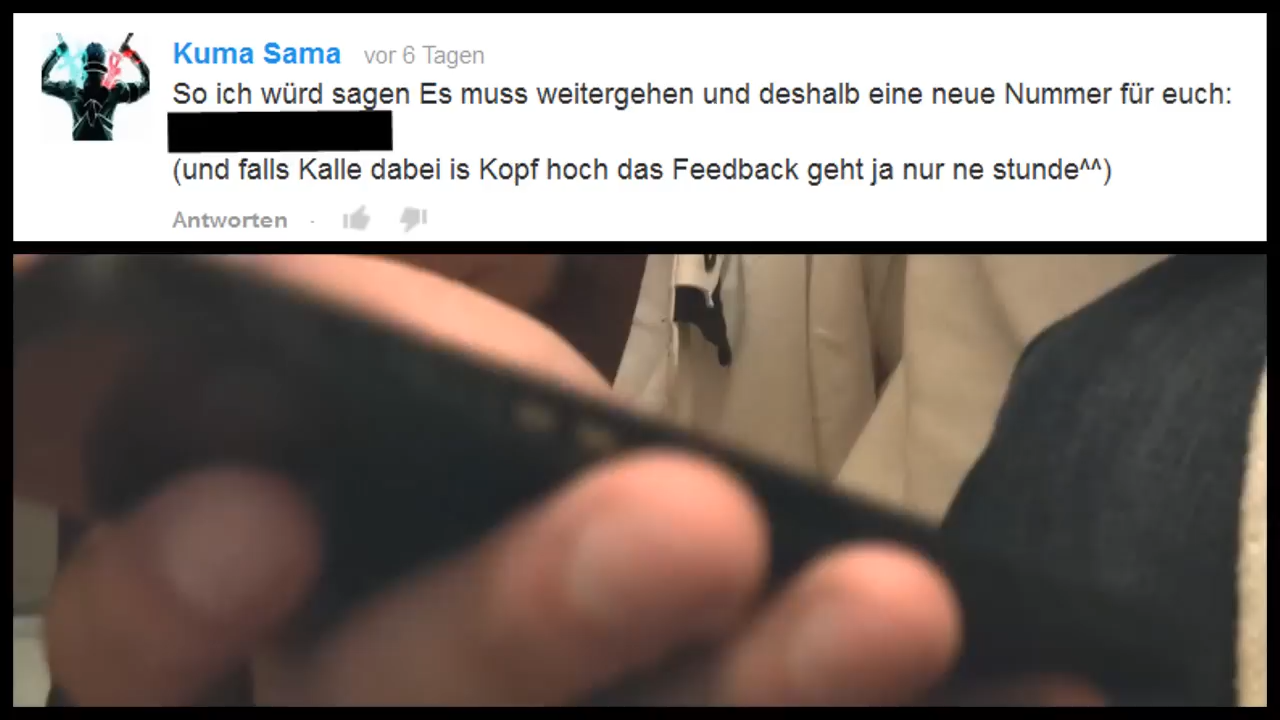 Kuma Sama vor 6 Tagen
So ich würd sagen Es muss weitergehen und deshalb eine neue Nummer für euch:
(und falls Kalle dabei is Kopf hoch das Feedback geht ja nur ne stunde^^)
Antworten ·